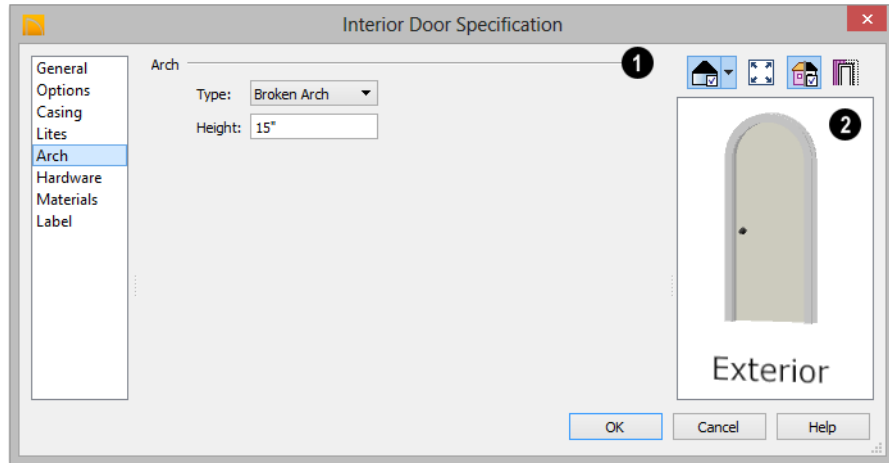 Interior Door Specification
×
General
Options
Casing
Lites
Arch
Hardware
Materials
Label
Arch
1
Type: Broken Arch
Height: 15"
2
Exterior
OK Cancel Help